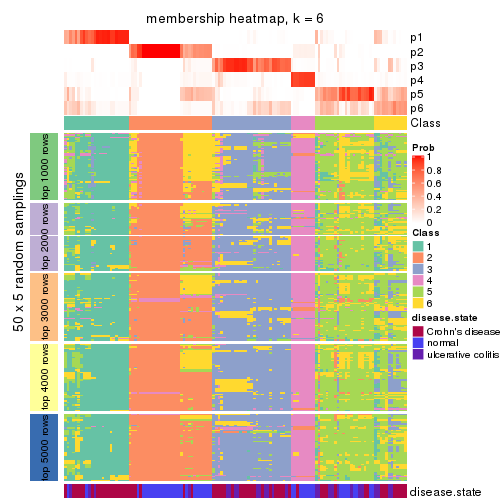 membership heatmap, k = 6
p1
p2
p3
p4
p5
p6
Class
50 x 5 random samplings
top 1000 rows
top 2000 rows
top 3000 rows
top 4000 rows
top 5000 rows
Prob
1
0.8
0.6
0.4
0.2
0
Class
1
2
3
4
5
6
disease.state
Crohn's disease
normal
ulcerative colitis
disease.state